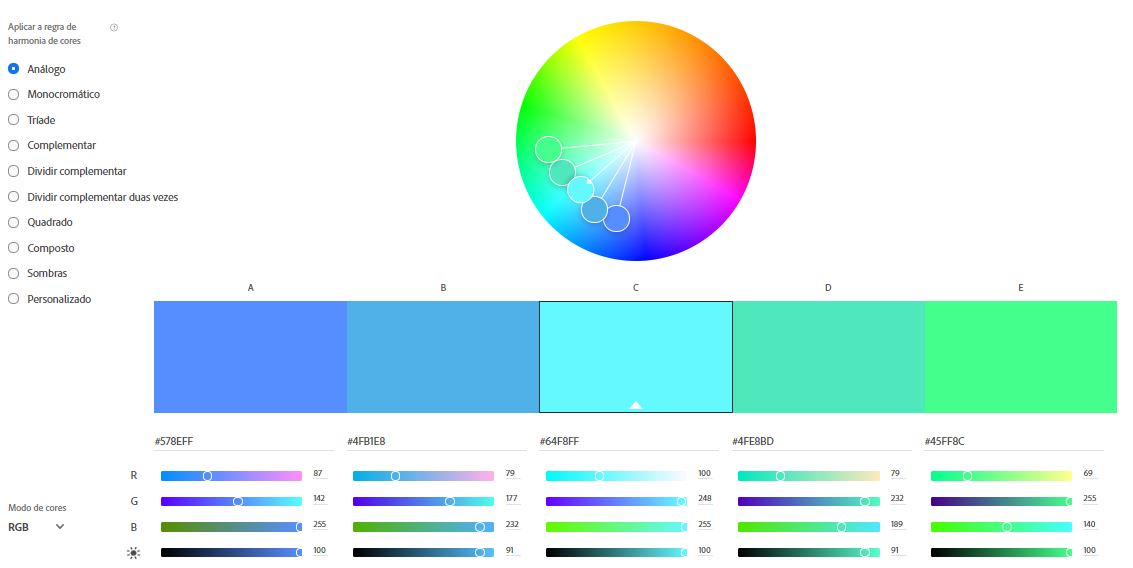 Aplicar a regra de
harmonia de cores
Análogo
Monocromático
Tríade
Complementar
Dividir complementar
Dividir complementar duas vezes
Quadrado
Composto
Sombras
Personalizado
A B C D E
#578EFF #4FB1E8 #64F8FF #4FE8BD #45FF8C
R 87 79 100 79 69
G 142 177 248 232 255
Modo de cores
RGB
B 255 232 255 189 140
100 91 100 91 100